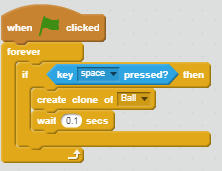 when clicked
forever
if key space pressed? then
create clone of Ball
wait 0.1 secs